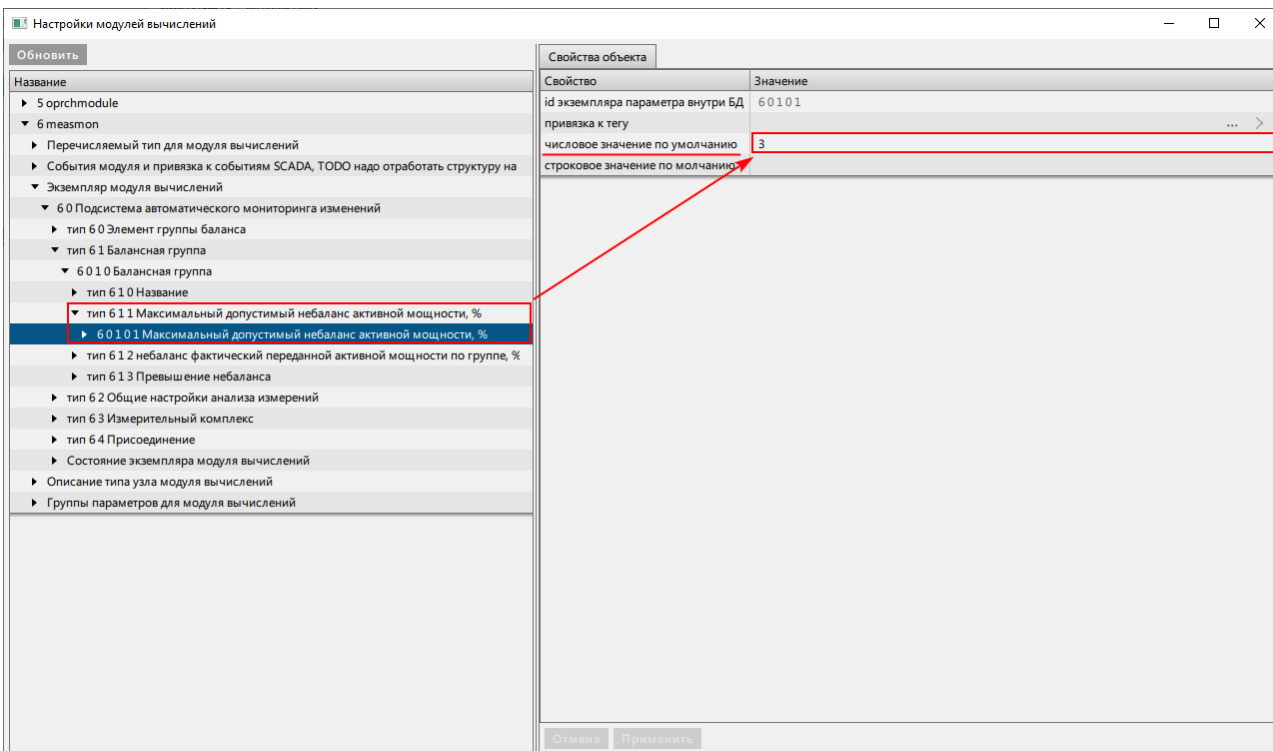 Настройки модулей вычислений
Обновить
Название
5 oprchmodule
6 measmon
Перечисляемый тип для модуля вычислений
События модуля и привязка к событиям SCADA, TODO надо отработать структуру на
Экземпляр модуля вычислений
6 0 Подсистема автоматического мониторинга изменений
тип 6 0 Элемент группы баланса
тип 6 1 Балансная группа
6 0 1 0 Балансная группа
тип 6 1 0 Название
тип 6 1 1 Максимальный допустимый небаланс активной мощности, %
6 0 1 0 1 Максимальный допустимый небаланс активной мощности, %
тип 6 1 2 небаланс фактический переданной активной мощности по группе, %
тип 6 1 3 Превышение небаланса
тип 6 2 Общие настройки анализа измерений
тип 6 3 Измерительный комплекс
тип 6 4 Присоединение
Состояние экземпляра модуля вычислений
Описание типа узла модуля вычислений
Группы параметров для модуля вычислений
Свойства объекта
Свойство Значение
id экземпляра параметра внутри БД 6 0 1 0 1
привязка к тегу ...
числовое значение по умолчанию 3
строковое значение по молчанию
Отмена Применить